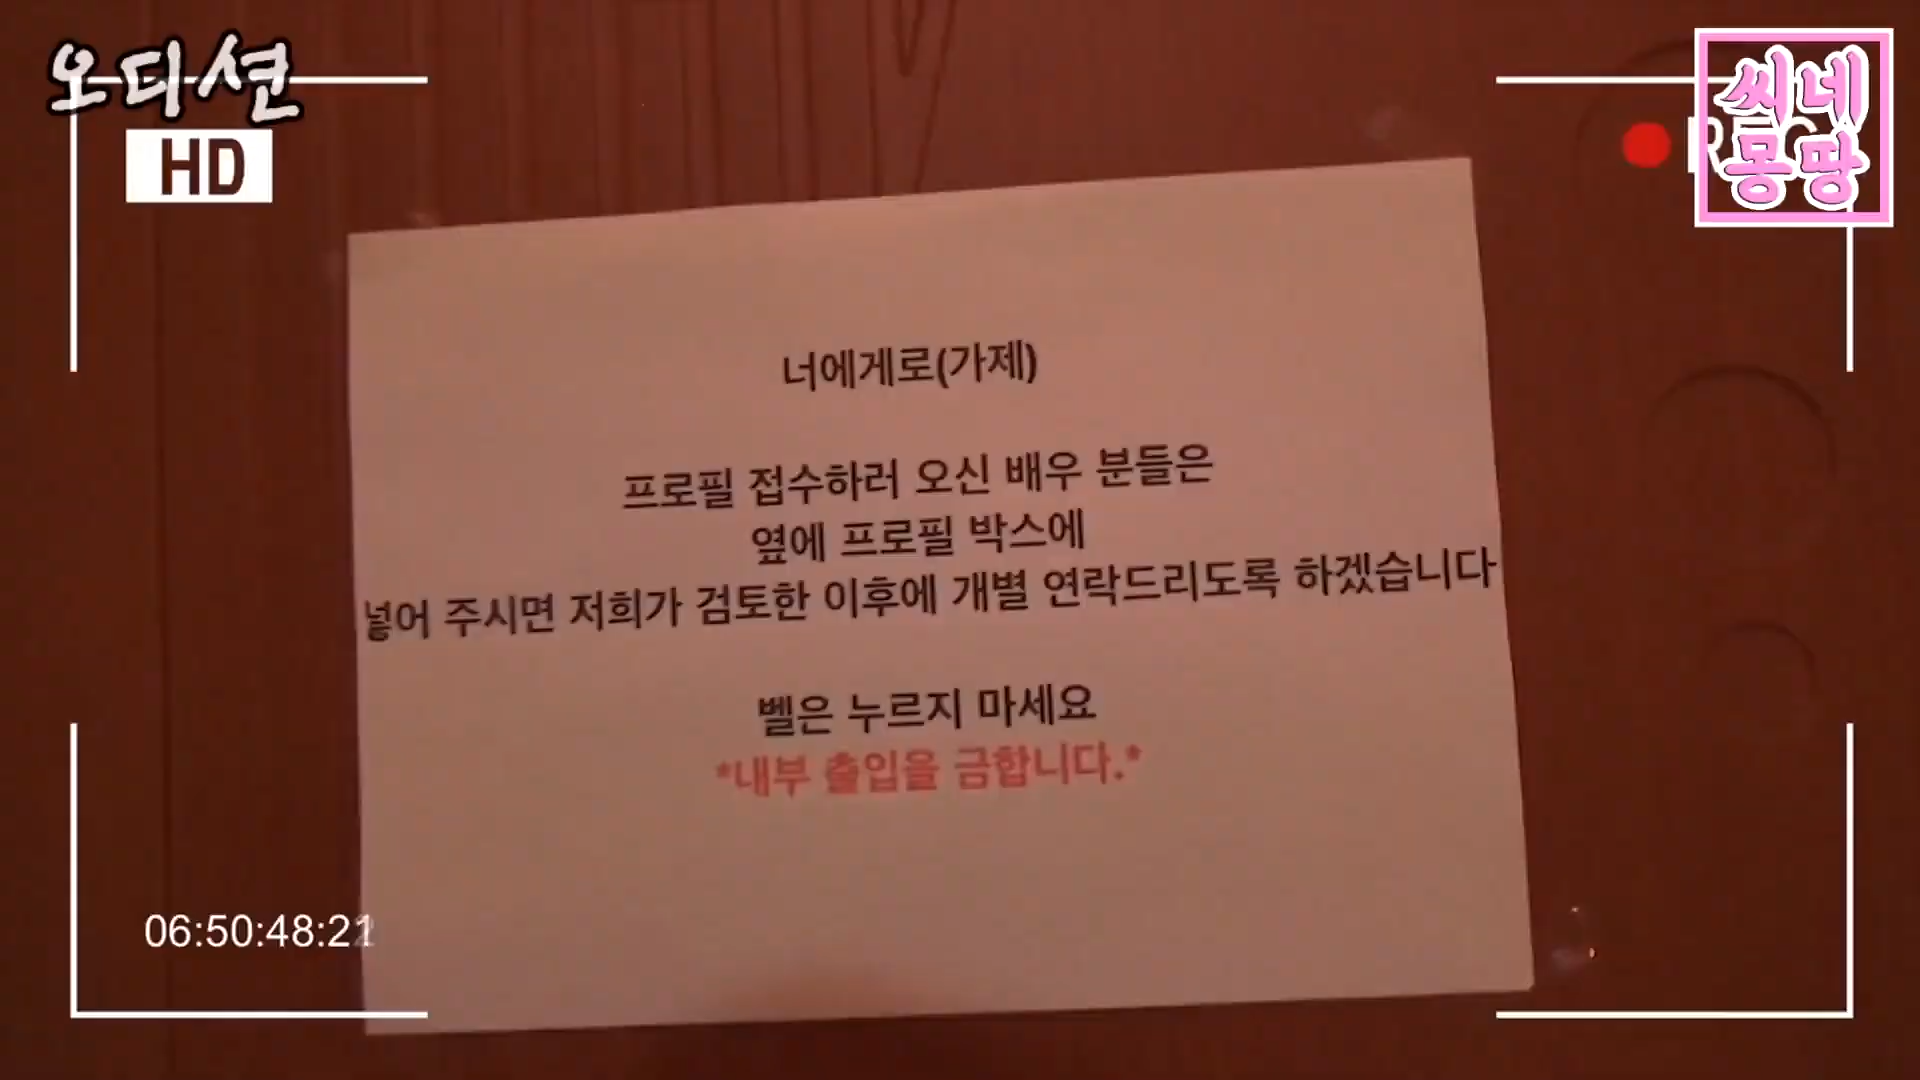 오디션
HD
씨네
몽땅
너에게로(가제)
프로필 접수하러 오신 배우 분들은
옆에 프로필 박스에
넣어 주시면 저희가 검토한 이후에 개별 연락드리도록 하겠습니다
벨은 누르지 마세요
*내부 출입을 금합니다.*
06:50:48:21